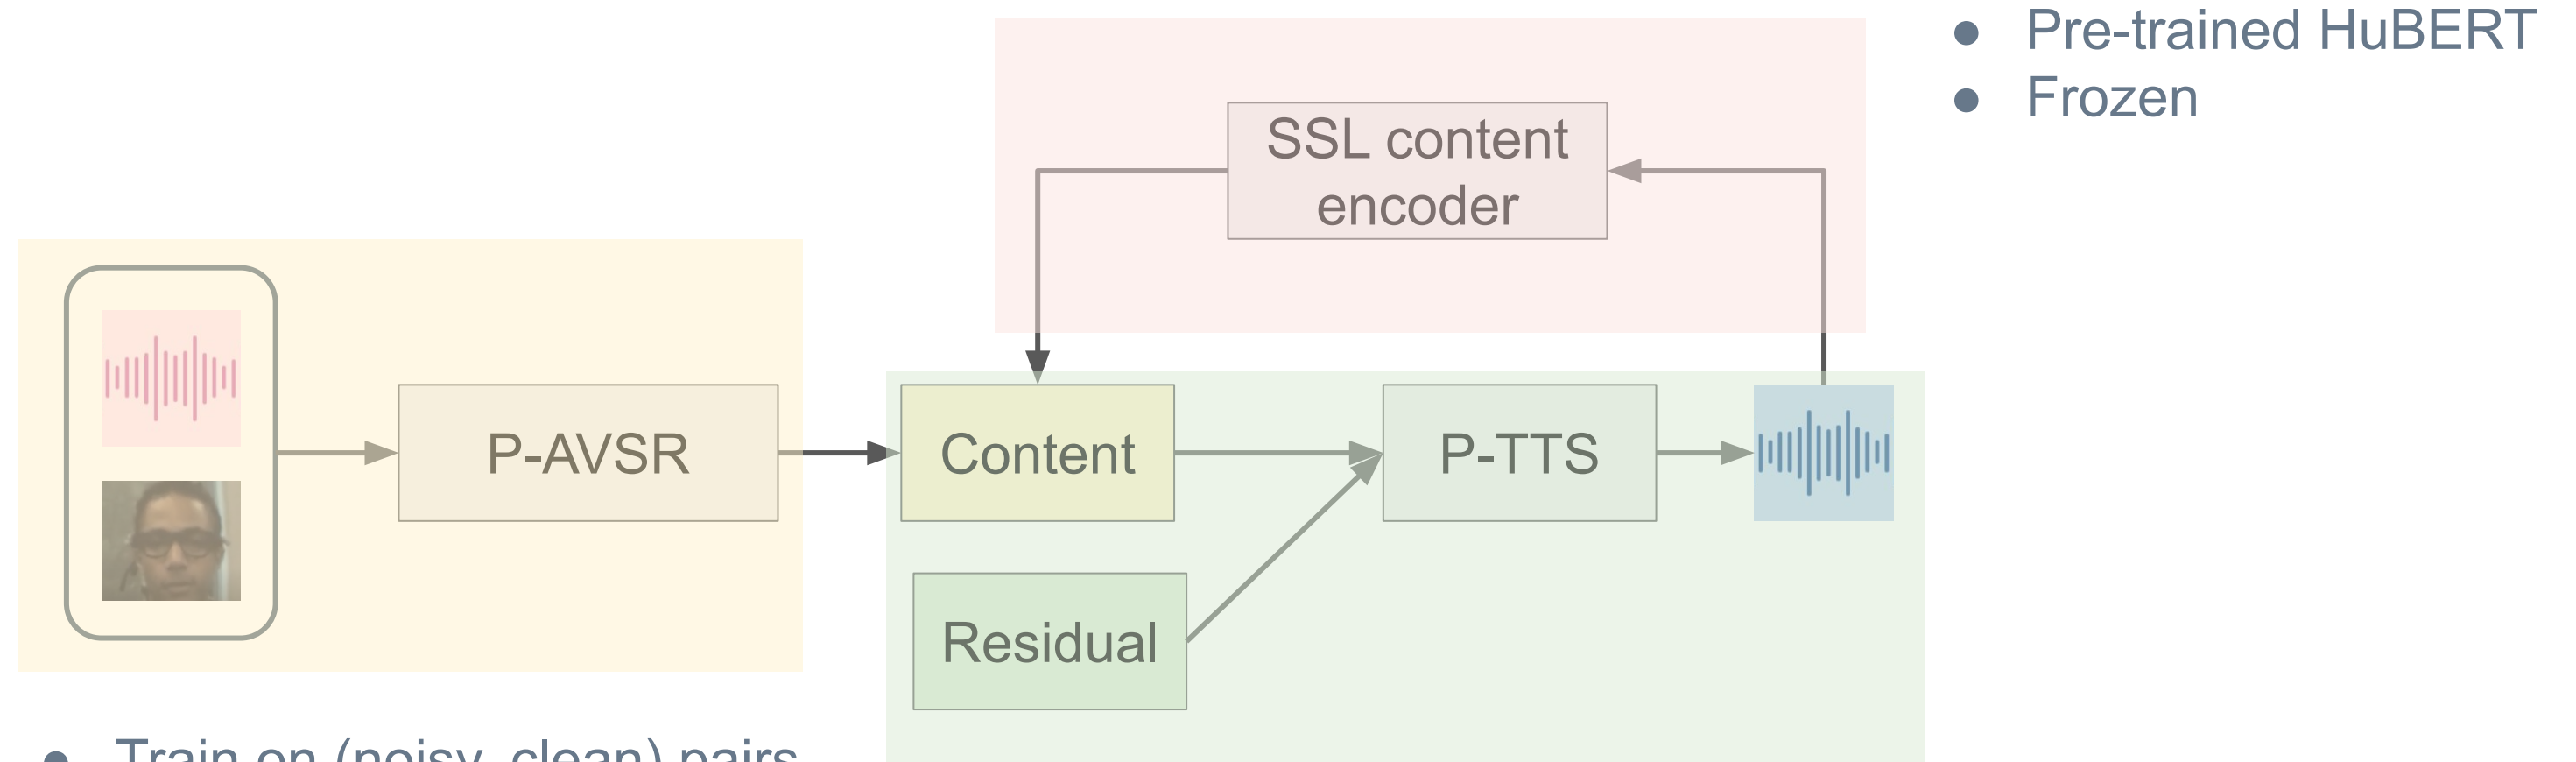 ● Pre-trained HuBERT
● Frozen
SSL content
encoder
P-AVSR
Content
P-TTS
Residual
● Train on (noisy, clean) pairs